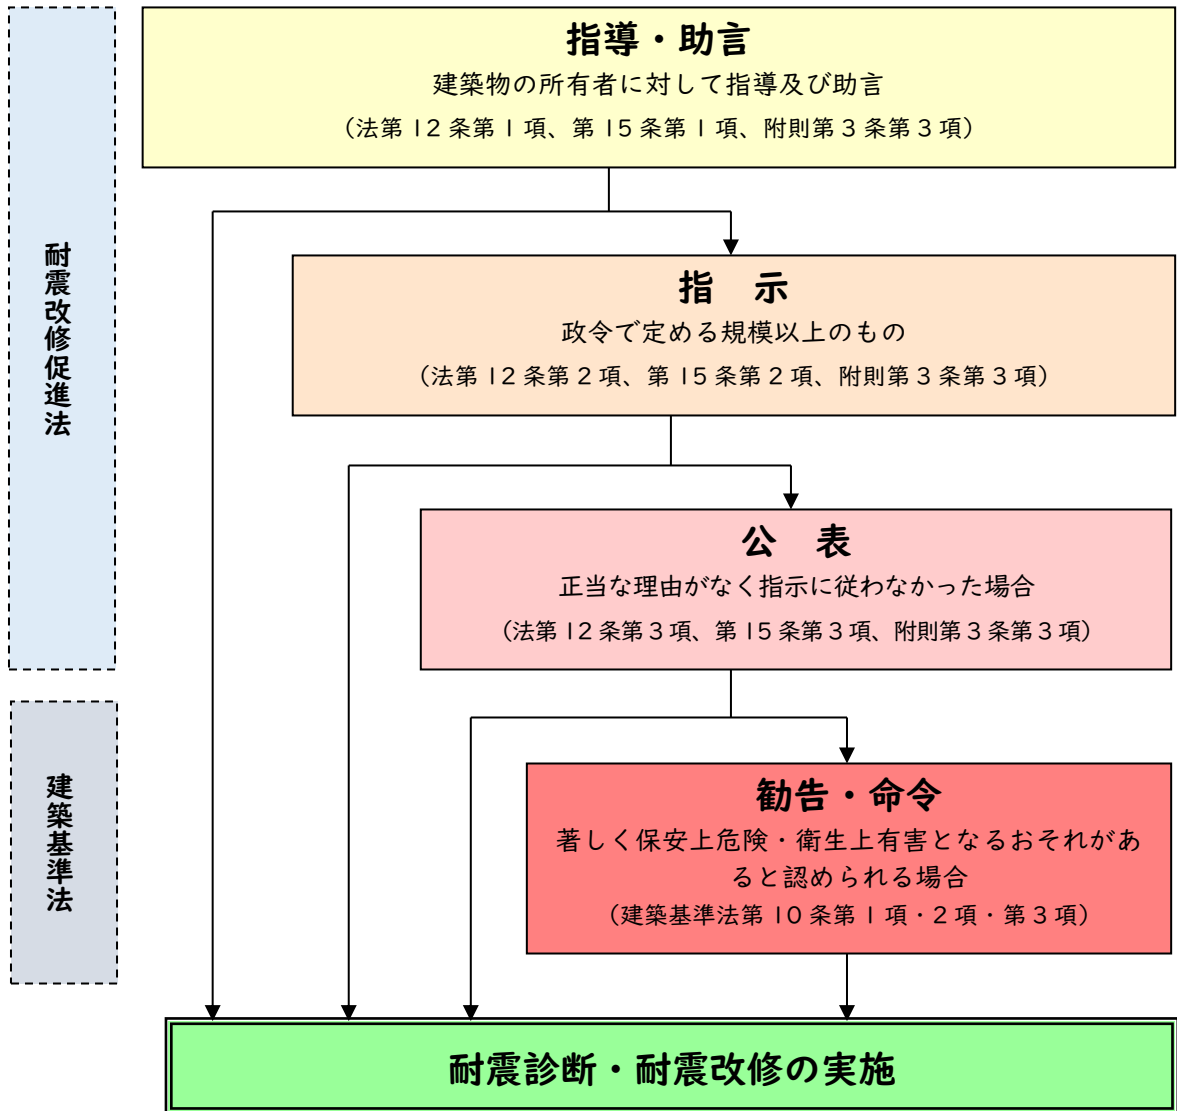 指導・助言
建築物の所有者に対して指導及び助言
（法第12条第1項、第15条第1項、附則第3条第3項）
耐震改修促進法
指　示
政令で定める規模以上のもの
（法第12条第2項、第15条第2項、附則第3条第3項）
公　表
正当な理由がなく指示に従わなかった場合
（法第12条第3項、第15条第3項、附則第3条第3項）
建築基準法
勧告・命令
著しく保安上危険・衛生上有害となるおそれがあ
ると認められる場合
（建築基準法第10条第1項・2項・第3項）
耐震診断・耐震改修の実施